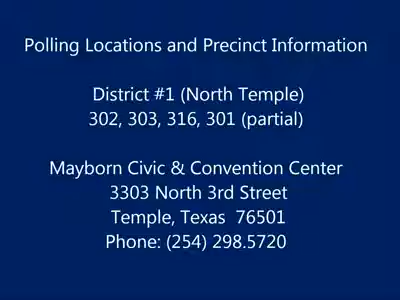 Polling Locations and Precinct Information
District #1 (North Temple)
302, 303, 316, 301 (partial)
Mayborn Civic & Convention Center
3303 North 3rd Street
Temple, Texas 76501
Phone: (254) 298.5720